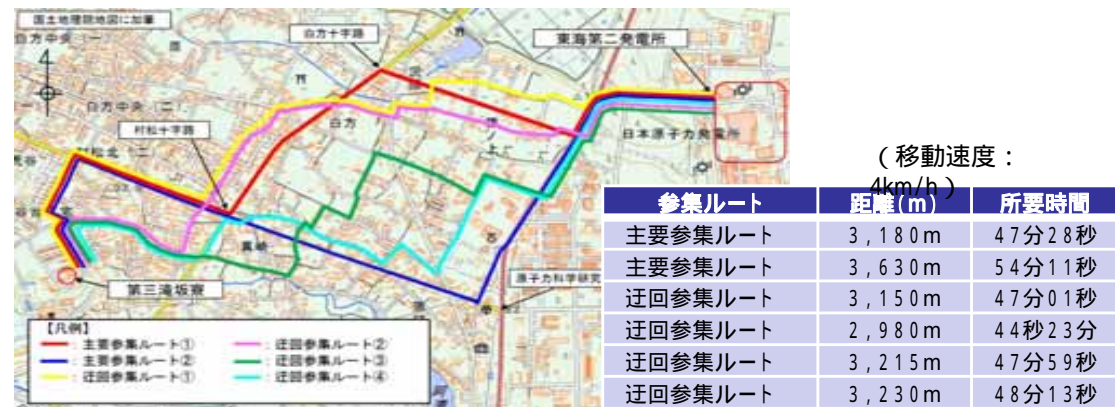 国土地理院地図に加筆
白方十字路
東海第二発電所
白方中央（二）
村松十字路
白方
日本原子力発電所
村松北（二）
真崎
原子力科学研究
第三滝坂寮
【凡例】
： 主要参集ルート①
： 主要参集ルート②
： 迂回参集ルート①
： 迂回参集ルート②
： 迂回参集ルート③
： 迂回参集ルート④
（移動速度：
4km/h）
参集ルート 距離(m) 所要時間
主要参集ルート 3,180m 47分28秒
主要参集ルート 3,630m 54分11秒
迂回参集ルート 3,150m 47分01秒
迂回参集ルート 2,980m 44秒23分
迂回参集ルート 3,215m 47分59秒
迂回参集ルート 3,230m 48分13秒